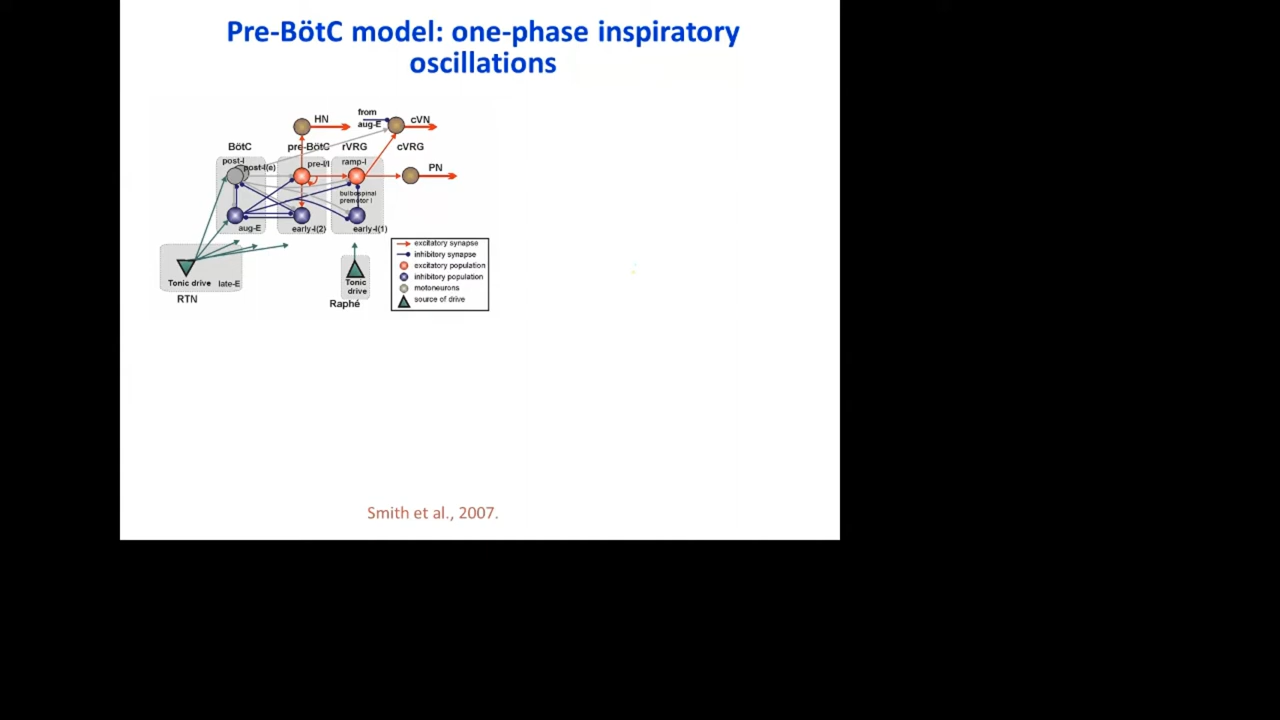 Pre-BötC model: one-phase inspiratory
oscillations
HN
from
aug-E
cVN
BötC
pre-BötC
rVRG
cVRG
post-I
post-I(e)
pre-I/I
ramp-I
PN
bulbospinal
premotor I
aug-E
early-I(2)
early-I(1)
Tonic drive
late-E
RTN
Tonic
drive
Raphé
excitatory synapse
inhibitory synapse
excitatory population
inhibitory population
motoneurons
source of drive
Smith et al., 2007.